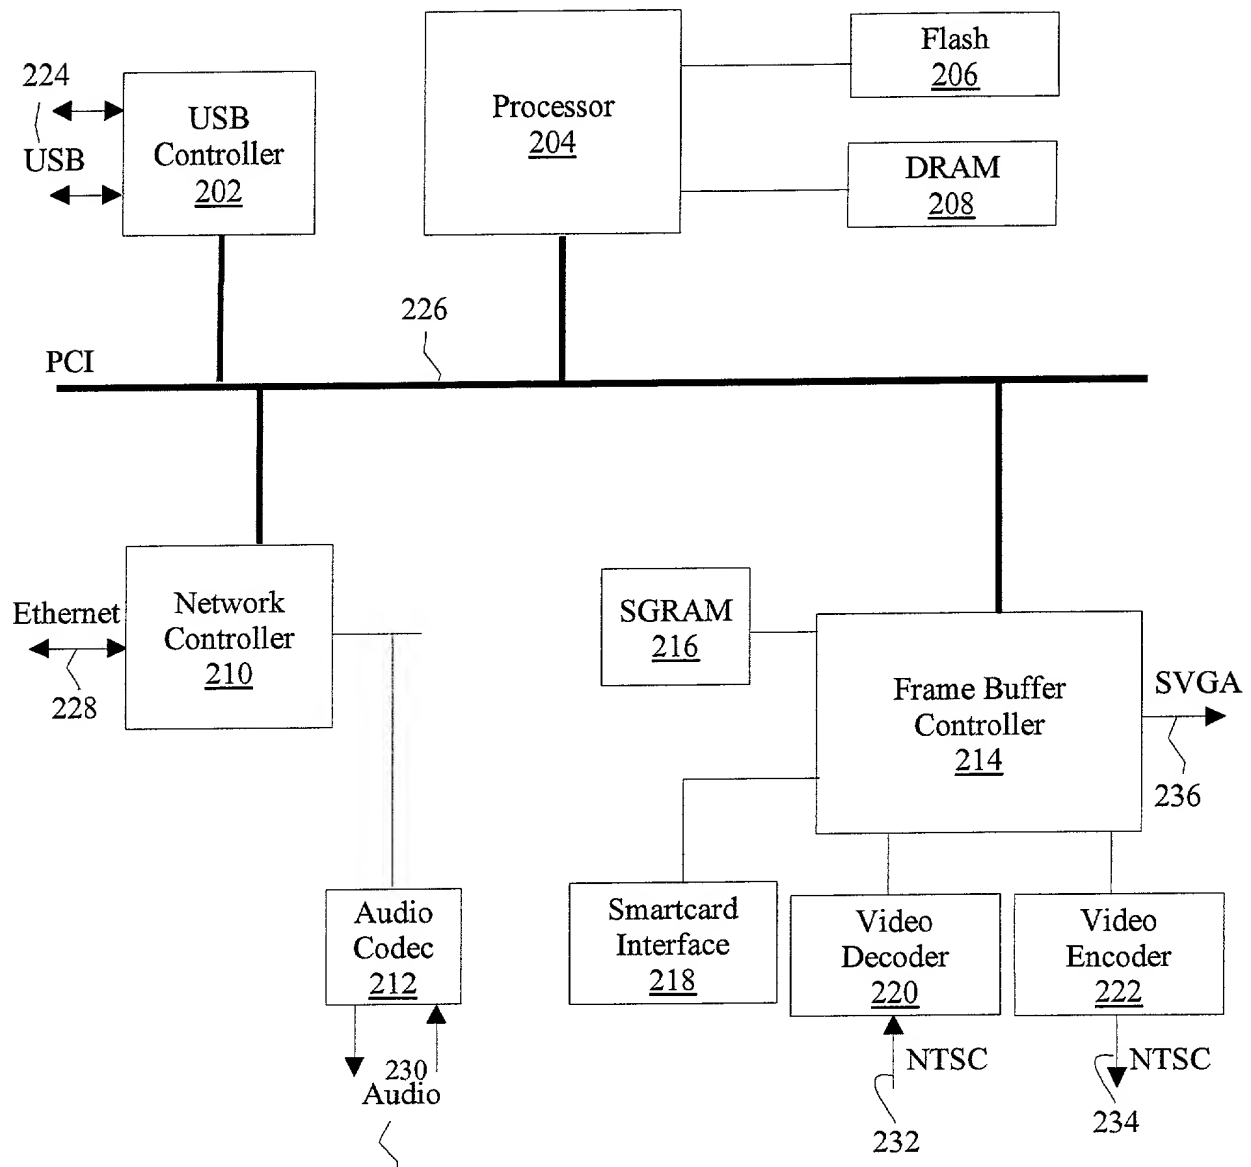 224
USB
USB
Controller
202
Processor
204
Flash
206
DRAM
208
226
PCI
Ethernet
228
Network
Controller
210
SGRAM
216
Frame Buffer
Controller
214
SVGA
236
Audio
Codec
212
Smartcard
Interface
218
Video
Decoder
220
Video
Encoder
222
230
Audio
NTSC
232
NTSC
234